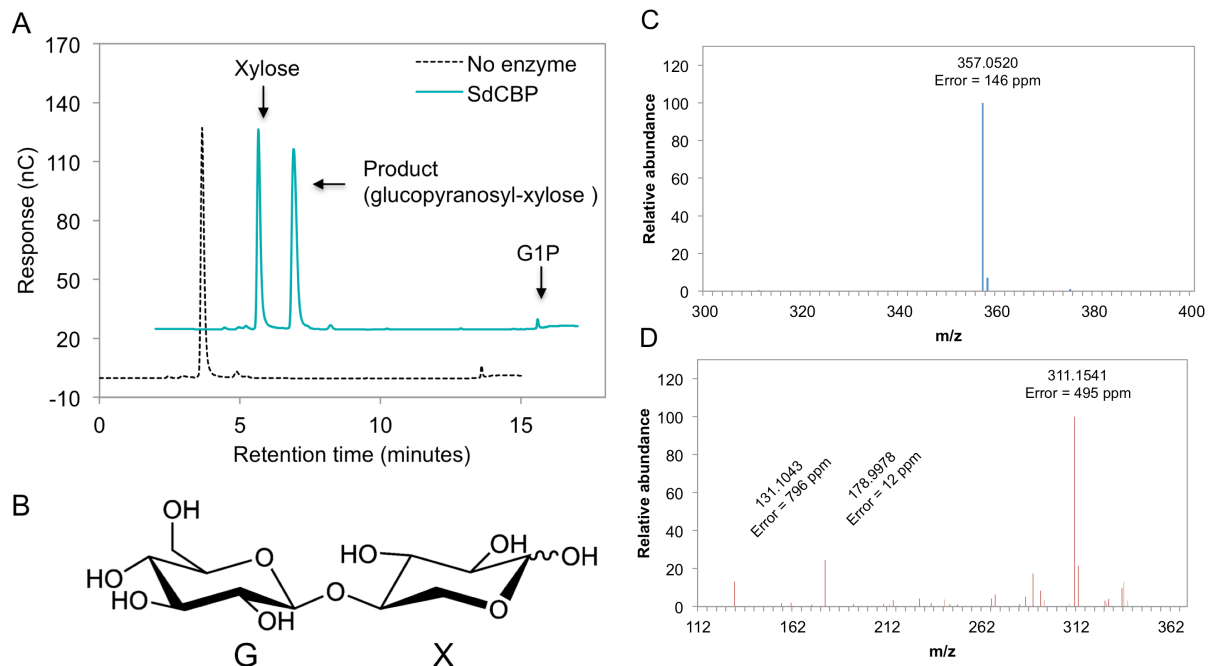 A
170
140
110
80
50
20
-10
Response (nC)
0
5
10
15
Retention time (minutes)
Xylose
No enzyme
SdCBP
Product
(glucopyranosyl-xylose )
G1P
B
OH
HO
HO
OH
O
O
HO
OH
OH
O
G
X
C
120
100
80
60
40
20
0
Relative abundance
357.0520
Error = 146 ppm
300
320
340
360
380
400
m/z
D
120
100
80
60
40
20
0
Relative abundance
131.1043
Error = 796 ppm
178.9978
Error = 12 ppm
311.1541
Error = 495 ppm
112
162
212
262
312
362
m/z